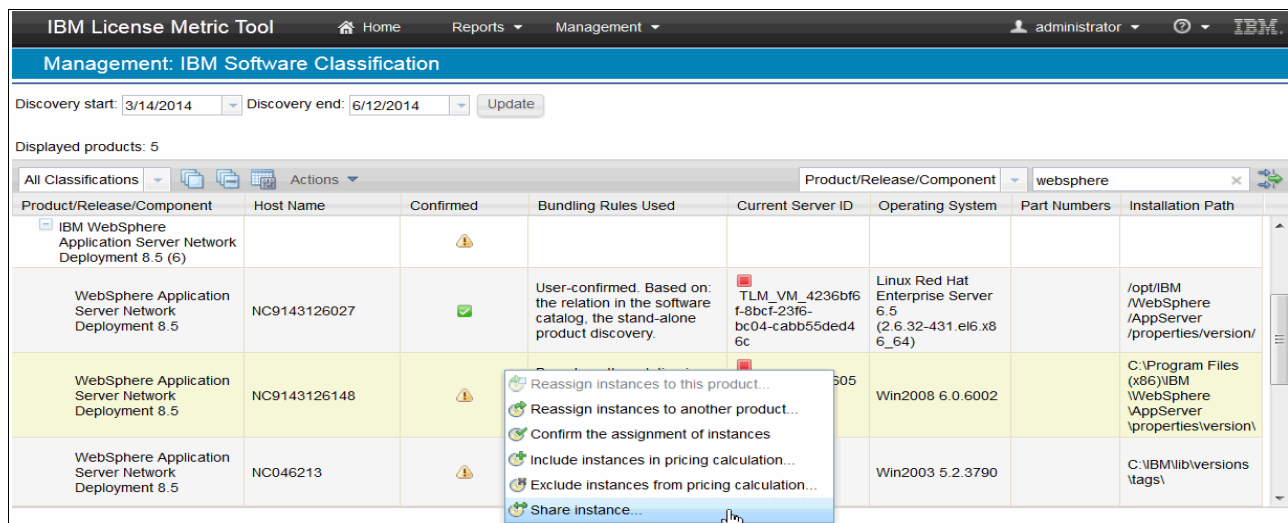 IBM License Metric Tool Home Reports Management administrator IBM.
Management: IBM Software Classification
Discovery start: 3/14/2014 Discovery end: 6/12/2014 Update
Displayed products: 5
All Classifications Actions Product/Release/Component websphere
Product/Release/Component Host Name Confirmed Bundling Rules Used Current Server ID Operating System Part Numbers Installation Path
IBM WebSphere
Application Server Network
Deployment 8.5 (6)
WebSphere Application
Server Network
Deployment 8.5
NC9143126027
User-confirmed. Based on:
the relation in the software
catalog, the stand-alone
product discovery.
TLM_VM_4236bf6
f-8bcf-23f6-
bc04-cabb55ded4
6c
Linux Red Hat
Enterprise Server
6.5
(2.6.32-431.el6.x8
6_64)
/opt/IBM
/WebSphere
/AppServer
/properties/version/
WebSphere Application
Server Network
Deployment 8.5
NC9143126148
605
Win2008 6.0.6002
C:\Program Files
(x86)\IBM
\WebSphere
\AppServer
\properties\version\
Reassign instances to this product...
Reassign instances to another product...
Confirm the assignment of instances
Include instances in pricing calculation...
Exclude instances from pricing calculation...
Share instance...
WebSphere Application
Server Network
Deployment 8.5
NC046213
Win2003 5.2.3790
C:\IBM\lib\versions
\tags\